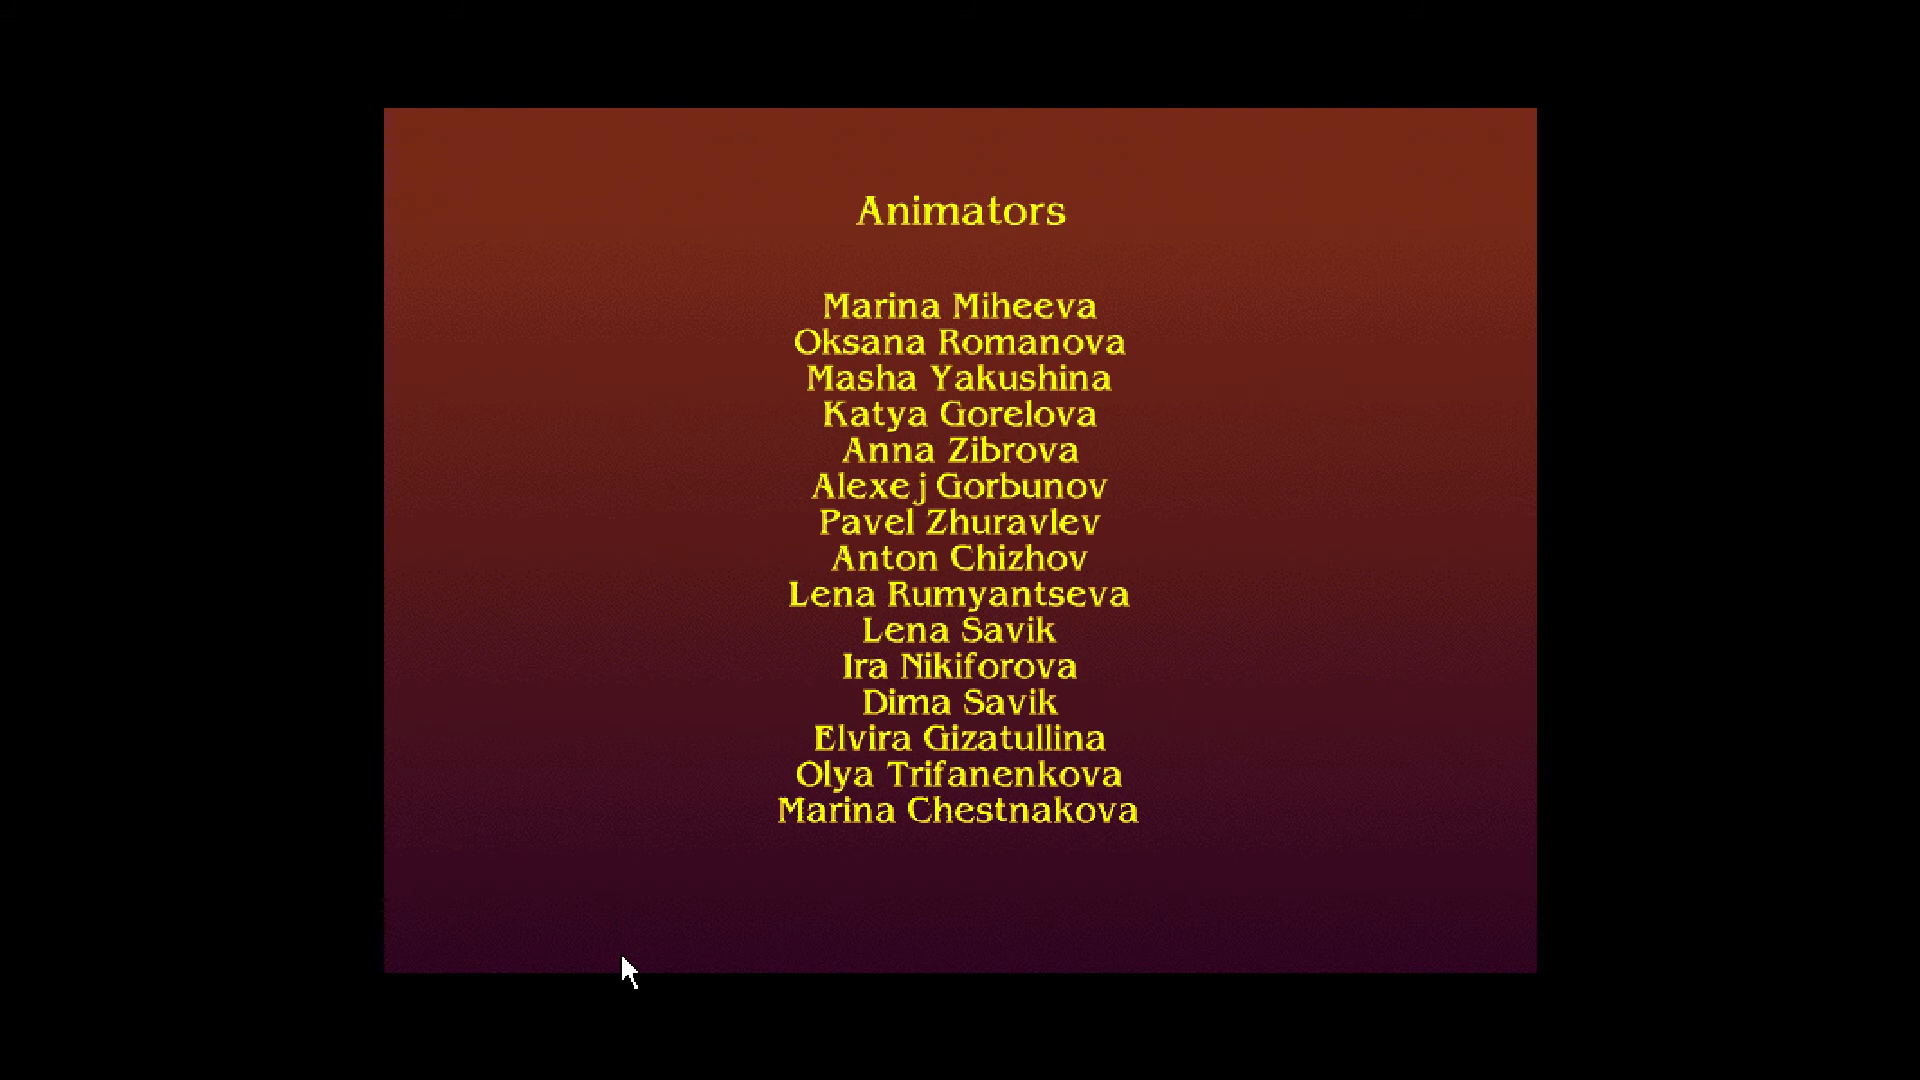 Animators
Marina Miheeva
Oksana Romanova
Masha Yakushina
Katya Gorelova
Anna Zibrova
Alexej Gorbunov
Pavel Zhuravlev
Anton Chizhov
Lena Rumyantseva
Lena Savik
Ira Nikiforova
Dima Savik
Elvira Gizatullina
Olya Trifanenkova
Marina Chestnakova